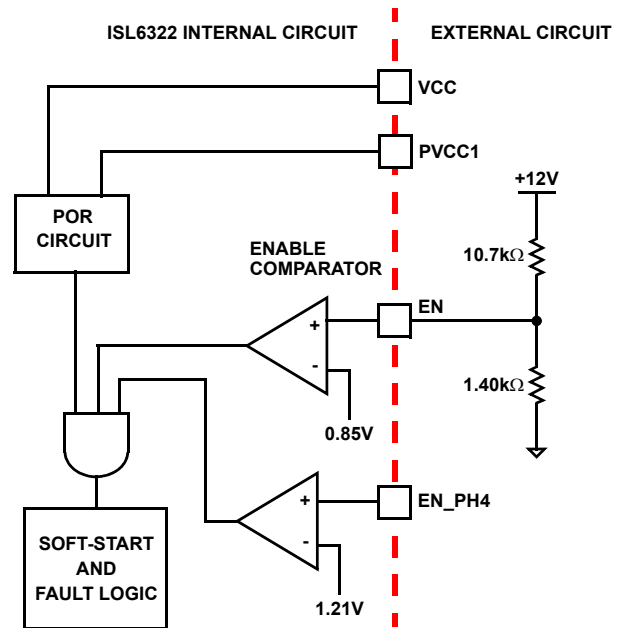 ISL6322 INTERNAL CIRCUIT
EXTERNAL CIRCUIT
VCC
PVCC1
+12V
POR
CIRCUIT
10.7kΩ
ENABLE
COMPARATOR
EN
+
-
1.40kΩ
0.85V
EN_PH4
+
-
SOFT-START
AND
FAULT LOGIC
1.21V